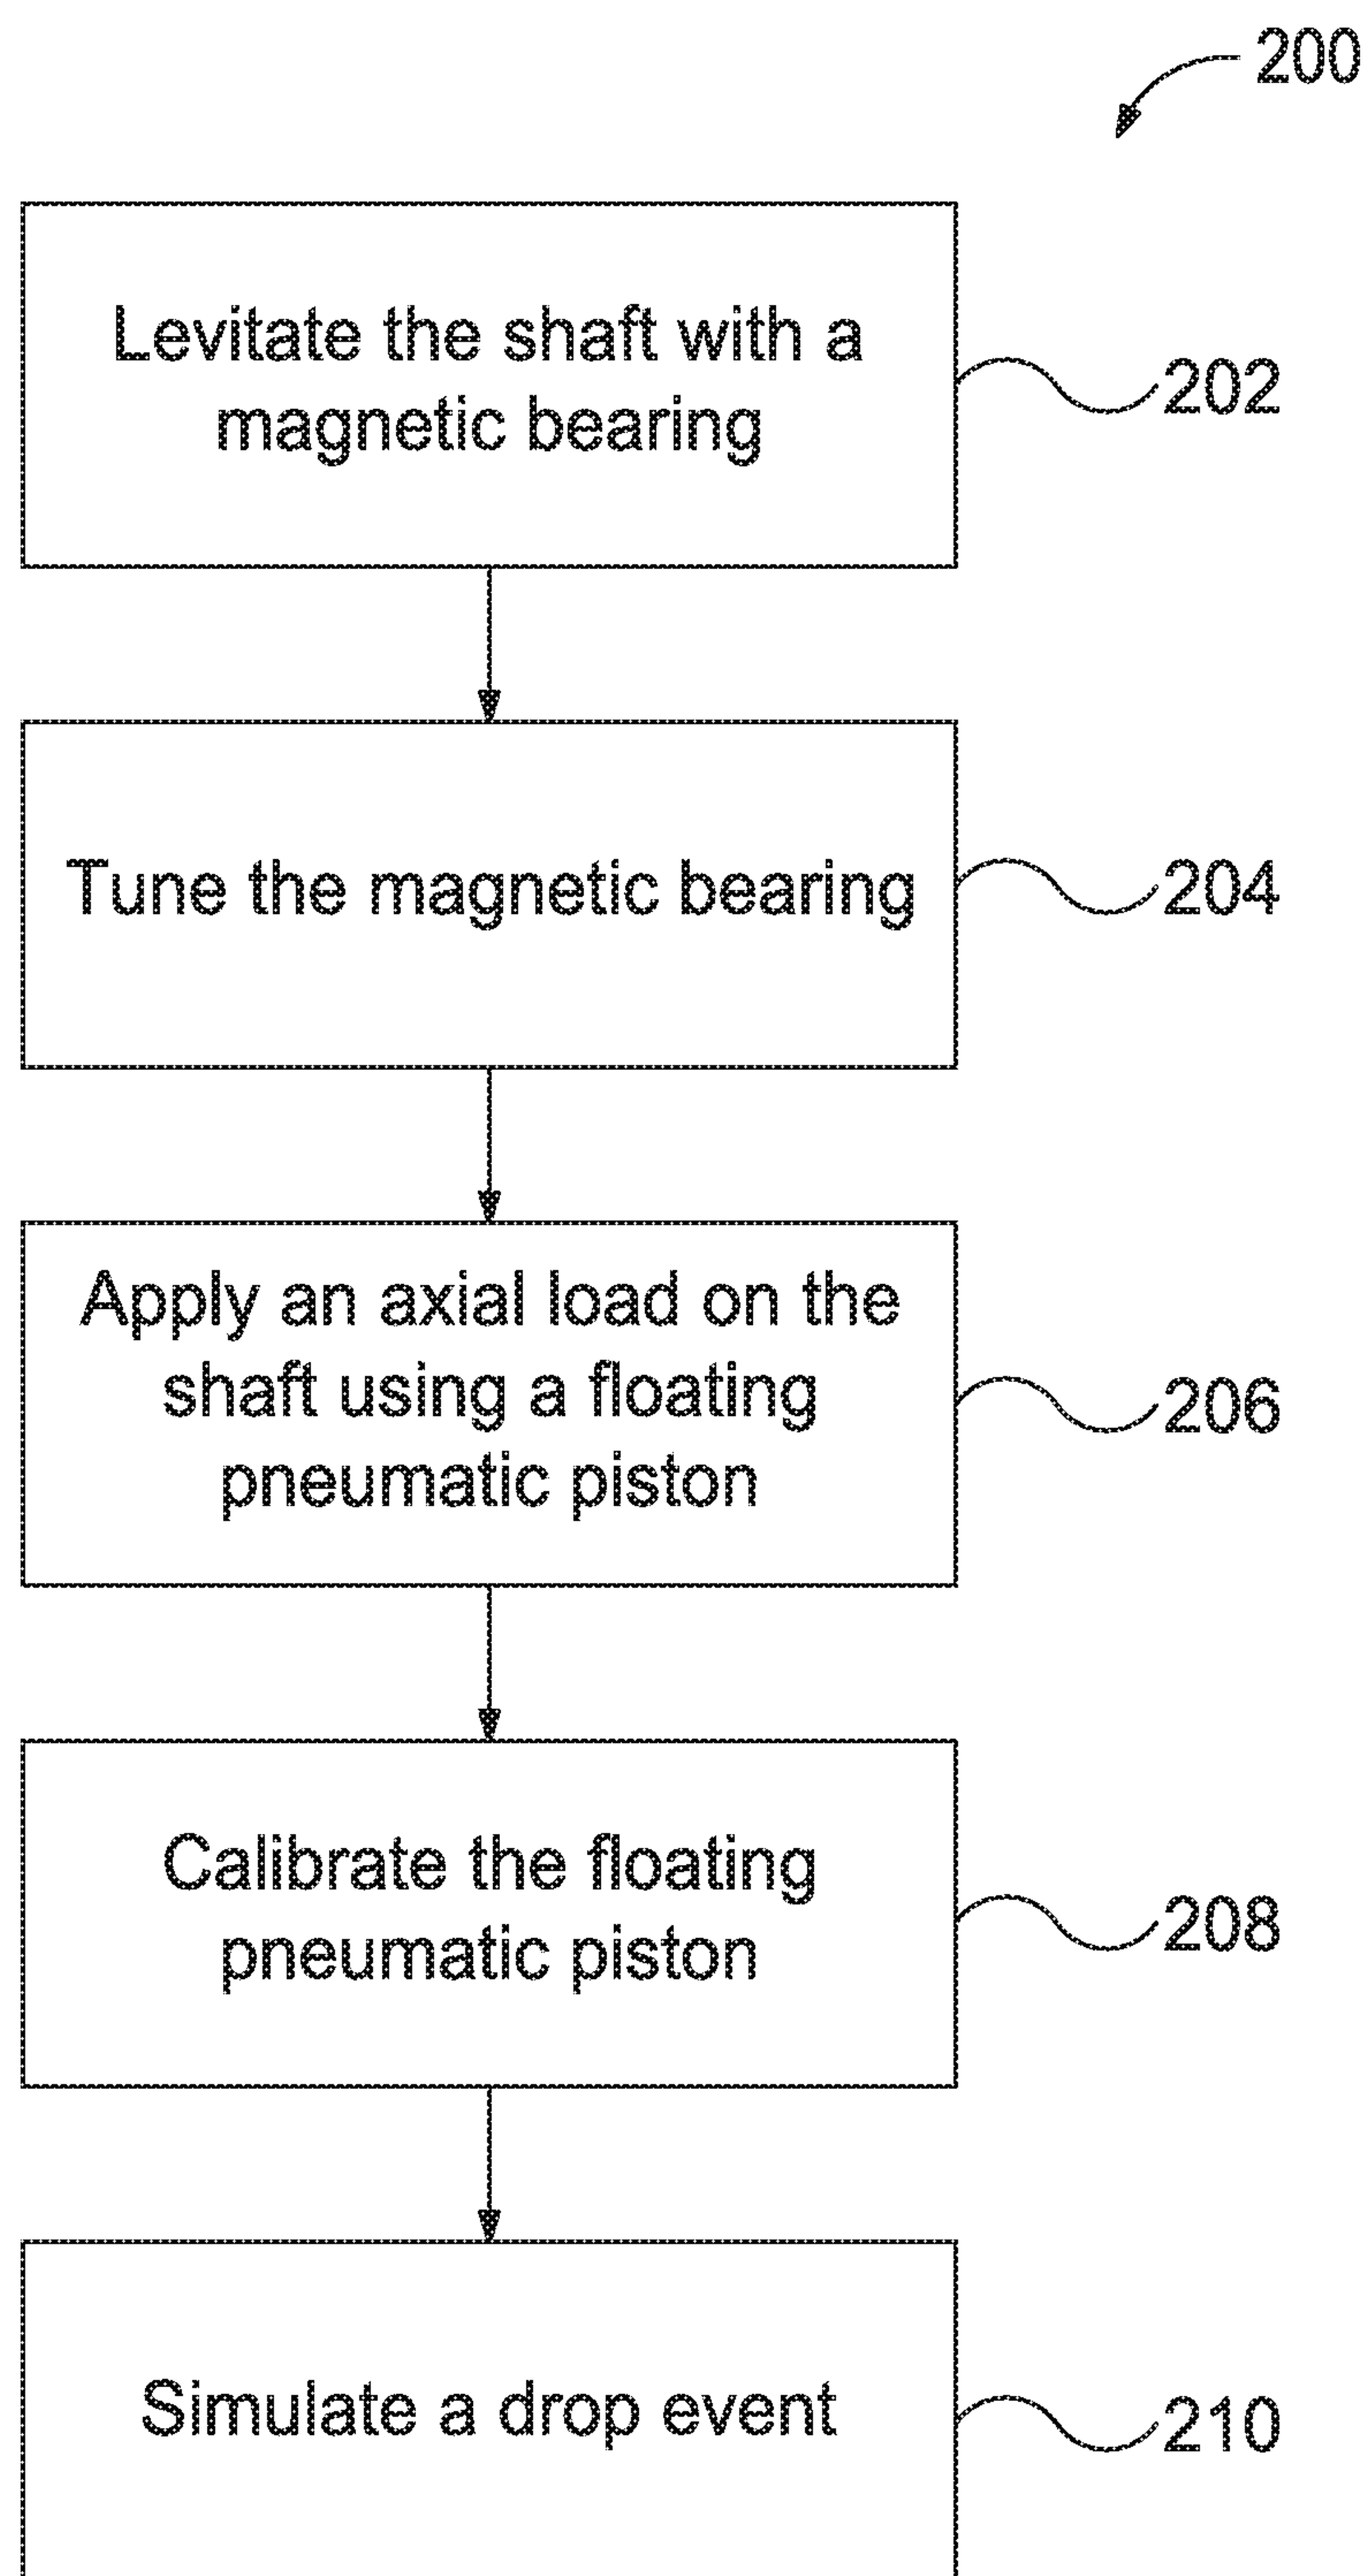 200
Levitate the shaft with a
magnetic bearing
202
Tune the magnetic bearing
204
Apply an axial load on the
shaft using a floating
pneumatic piston
206
Calibrate the floating
pneumatic piston
208
Simulate a drop event
210